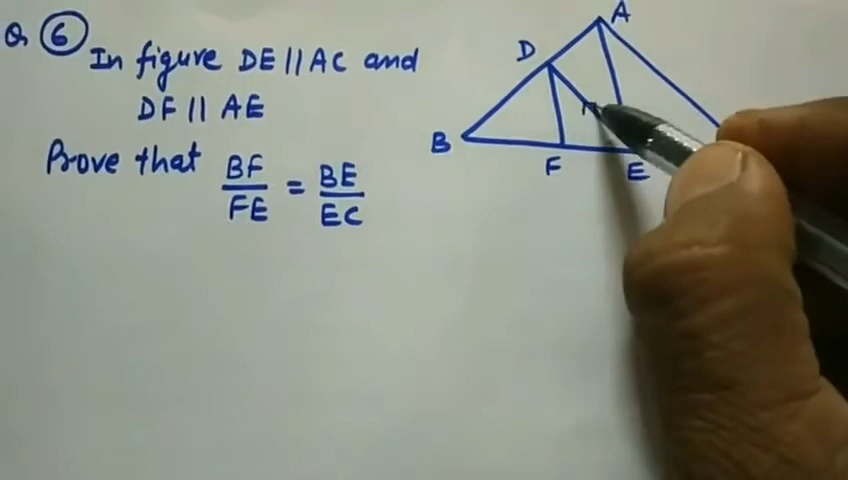 Q 6
In figure DE||AC and
DF || AE
Prove that BF/FE = BE/EC
A
D
B
F
E